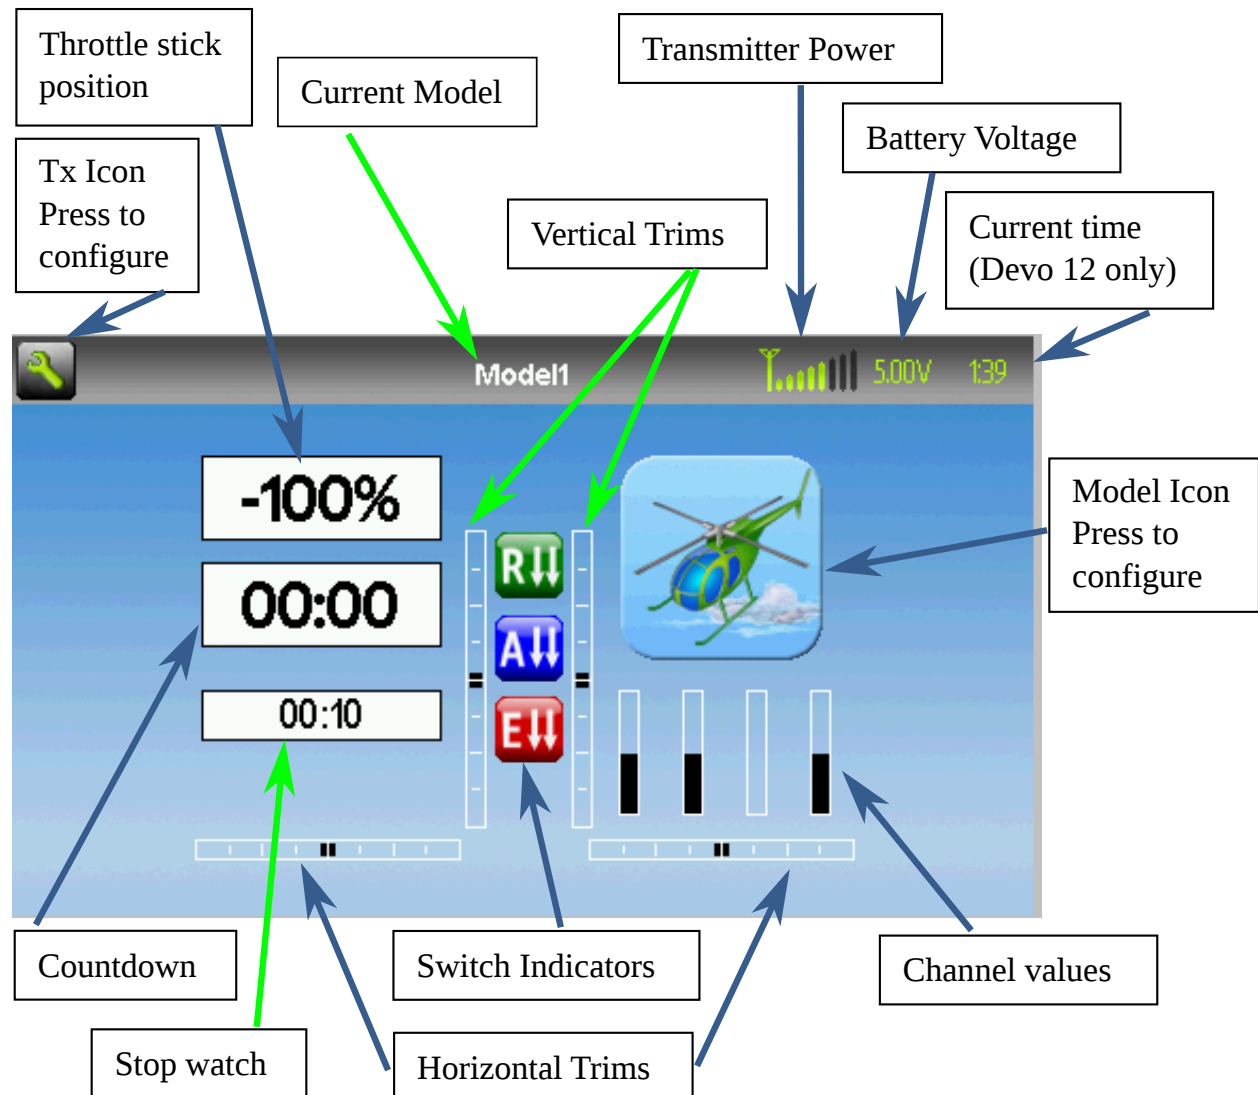 Throttle stick
position
Current Model
Transmitter Power
Battery Voltage
Tx Icon
Press to
configure
Vertical Trims
Current time
(Devo 12 only)
Model1
5.00V
1:39
-100%
00:00
00:10
R
A
E
Model Icon
Press to
configure
Countdown
Switch Indicators
Channel values
Stop watch
Horizontal Trims